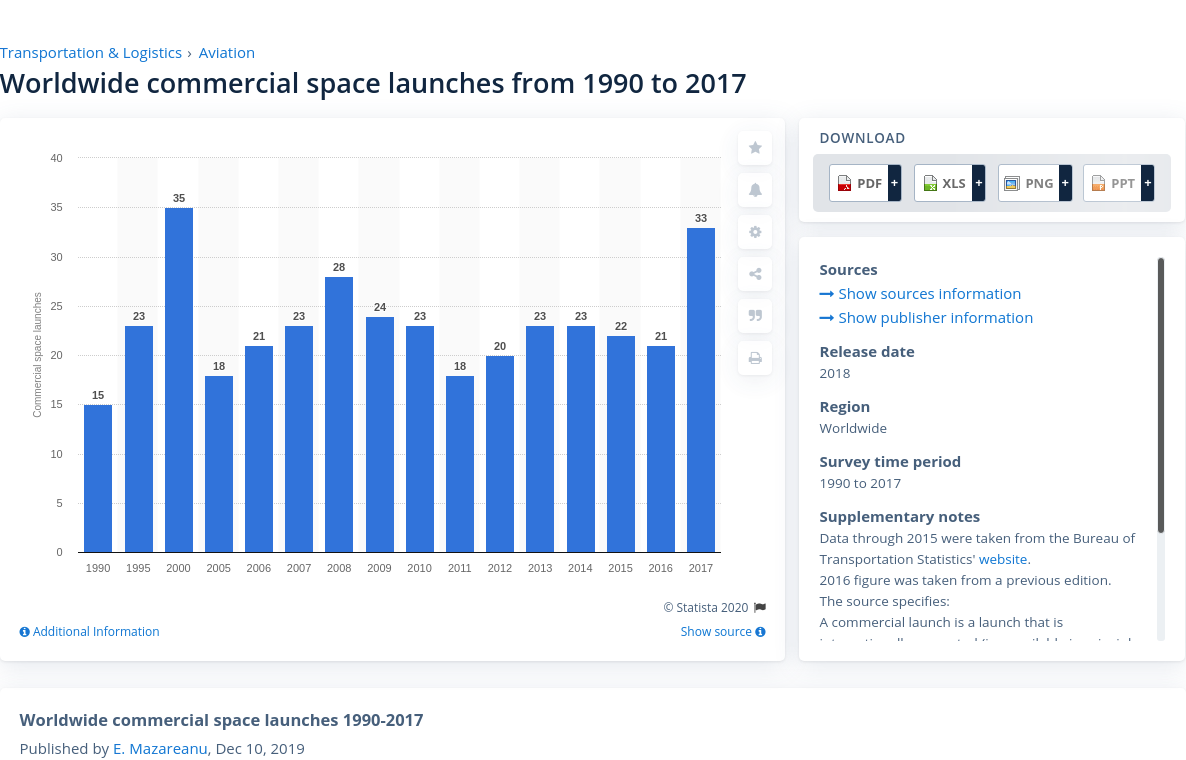 Transportation & Logistics › Aviation
Worldwide commercial space launches from 1990 to 2017
Commercial space launches
40
35
30
25
20
15
10
5
0
15
23
35
18
21
23
28
24
23
18
20
23
23
22
21
33
1990 1995 2000 2005 2006 2007 2008 2009 2010 2011 2012 2013 2014 2015 2016 2017
© Statista 2020
Additional Information
Show source
DOWNLOAD
PDF + XLS + PNG + PPT +
Sources
Show sources information
Show publisher information
Release date
2018
Region
Worldwide
Survey time period
1990 to 2017
Supplementary notes
Data through 2015 were taken from the Bureau of
Transportation Statistics' website.
2016 figure was taken from a previous edition.
The source specifies:
A commercial launch is a launch that is
Worldwide commercial space launches 1990-2017
Published by E. Mazareanu, Dec 10, 2019